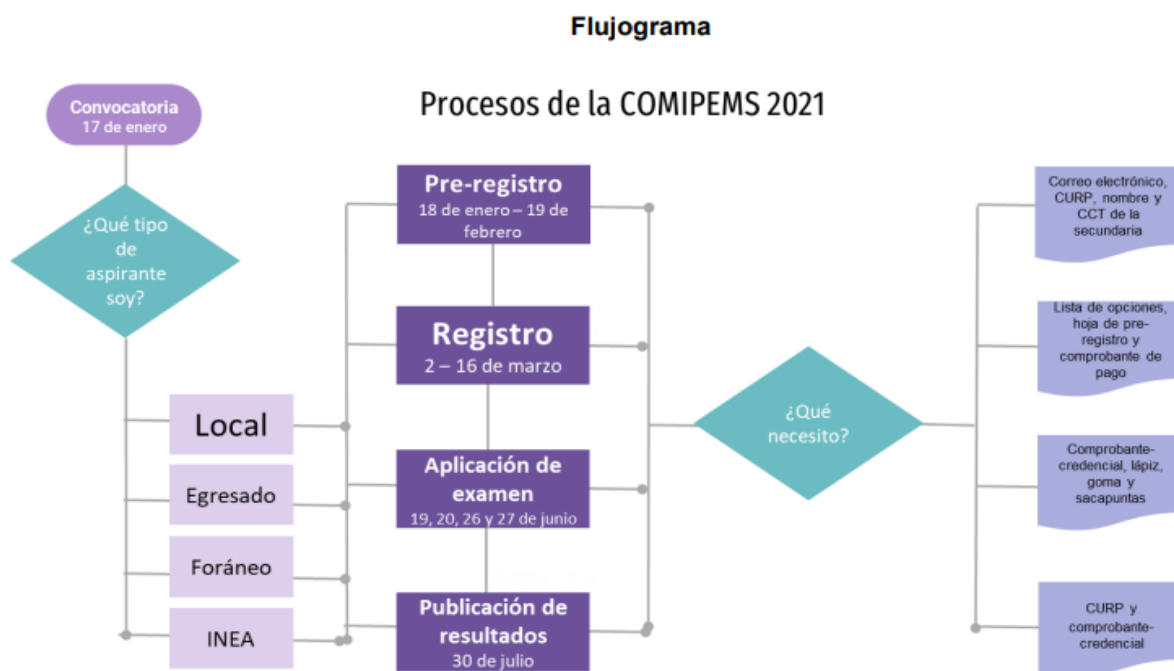 Flujograma
Procesos de la COMIPEMS 2021
Convocatoria
17 de enero
¿Qué tipo
de
aspirante
soy?
Local
Egresado
Foráneo
INEA
Pre-registro
18 de enero – 19 de
febrero
Registro
2 – 16 de marzo
Aplicación de
examen
19, 20, 26 y 27 de junio
Publicación de
resultados
30 de julio
¿Qué
necesito?
Correo electrónico,
CURP, nombre y
CCT de la
secundaria
Lista de opciones,
hoja de pre-
registro y
comprobante de
pago
Comprobante-
credencial, lápiz,
goma y
sacapuntas
CURP y
comprobante-
credencial